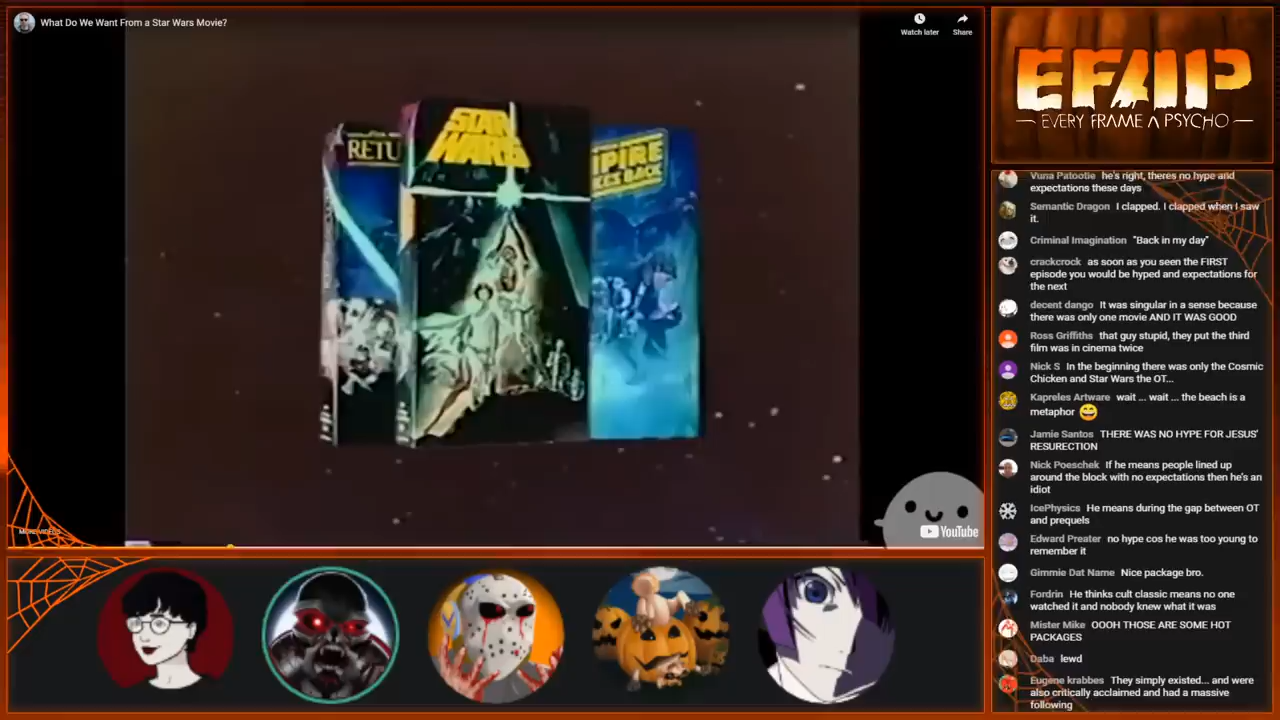 What Do We Want From a Star Wars Movie?
Watch later
Share
RETU
STAR
WARS
MPIRE
KES BACK
MORE VIDEOS
YouTube
EFAP
EVERY FRAME A PSYCHO
Vuna Patootie he's right, theres no hype and
expectations these days
Semantic Dragon I clapped. I clapped when I saw
it.
Criminal Imagination "Back in my day"
crackcrock as soon as you seen the FIRST
episode you would be hyped and expectations for
the next
decent dango It was singular in a sense because
there was only one movie AND IT WAS GOOD
Ross Griffiths that guy stupid, they put the third
film was in cinema twice
Nick S In the beginning there was only the Cosmic
Chicken and Star Wars the OT...
Kapreles Artware wait ... wait ... the beach is a
metaphor 😄
Jamie Santos THERE WAS NO HYPE FOR JESUS'
RESURECTION
Nick Poeschek If he means people lined up
around the block with no expectations then he's an
idiot
IcePhysics He means during the gap between OT
and prequels
Edward Preater no hype cos he was too young to
remember it
Gimmie Dat Name Nice package bro.
Fordrin He thinks cult classic means no one
watched it and nobody knew what it was
Mister Mike OOOH THOSE ARE SOME HOT
PACKAGES
Daba lewd
Eugene krabbes They simply existed... and were
also critically acclaimed and had a massive
following